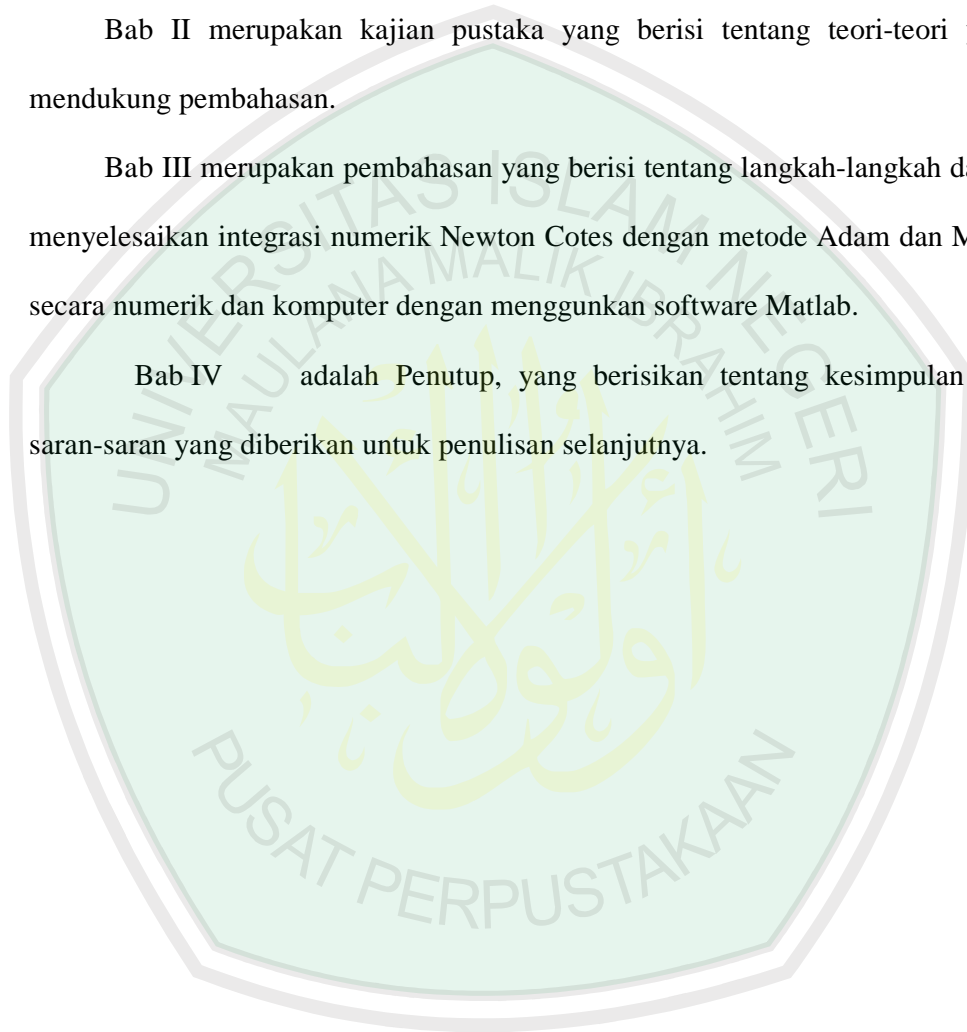 Bab II merupakan kajian pustaka yang berisi tentang teori-teori
mendukung pembahasan.
Bab III merupakan pembahasan yang berisi tentang langkah-langkah
menyelesaikan integrasi numerik Newton Cotes dengan metode Adam dan
secara numerik dan komputer dengan menggunkan software Matlab.
Bab IV adalah Penutup, yang berisikan tentang kesimpulan
saran-saran yang diberikan untuk penulisan selanjutnya.
UNIVERSITAS ISLAM NEGERI
MAULANA MALIK IBRAHIM
PUSAT PERPUSTAKAAN